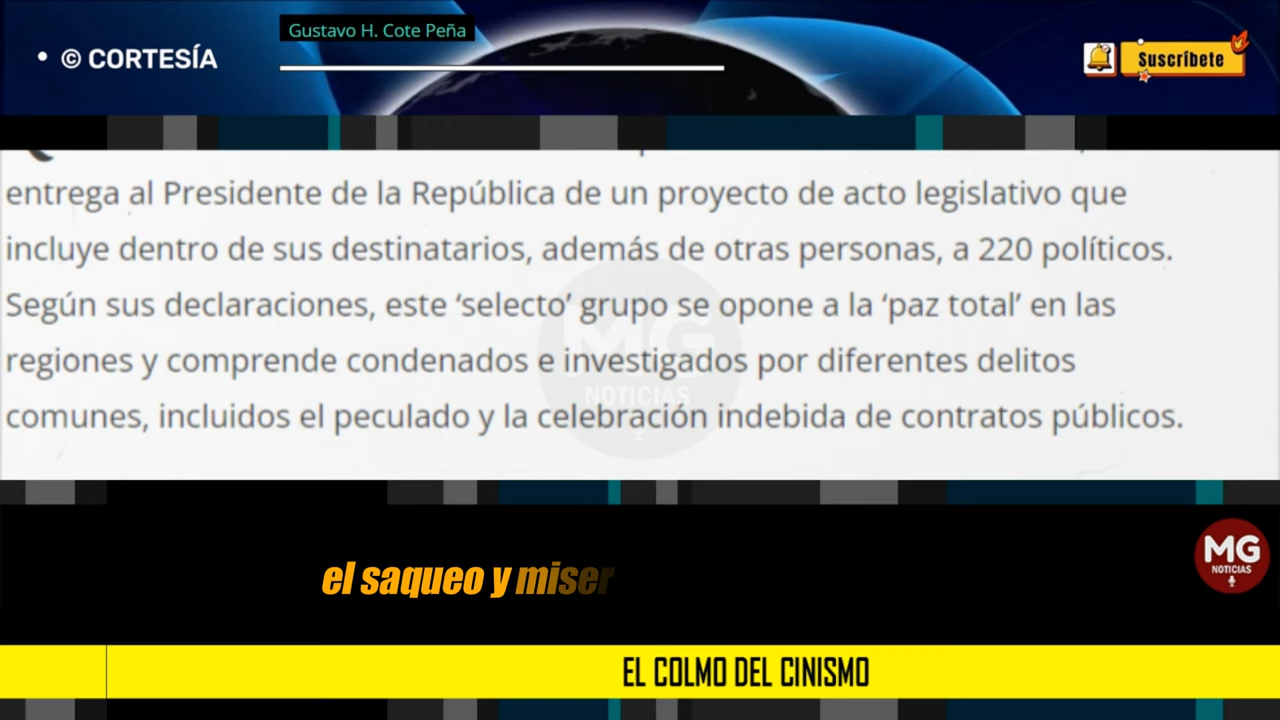 Gustavo H. Cote Peña
• © CORTESÍA
Suscríbete
entrega al Presidente de la República de un proyecto de acto legislativo que
incluye dentro de sus destinatarios, además de otras personas, a 220 políticos.
Según sus declaraciones, este ‘selecto’ grupo se opone a la ‘paz total’ en las
regiones y comprende condenados e investigados por diferentes delitos
comunes, incluidos el peculado y la celebración indebida de contratos públicos.
MG
NOTICIAS
el saqueo y miser
MG
NOTICIAS
EL COLMO DEL CINISMO